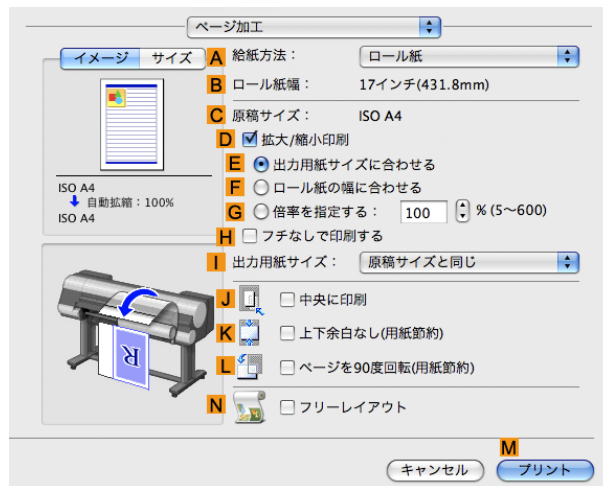 ページ加工
イメージ サイズ
A 給紙方法： ロール紙
B ロール紙幅： 17インチ(431.8mm)
C 原稿サイズ： ISO A4
D 拡大/縮小印刷
E 出力用紙サイズに合わせる
F ロール紙の幅に合わせる
G 倍率を指定する： 100 % (5〜600)
H フチなしで印刷する
ISO A4
自動拡縮：100%
ISO A4
I 出力用紙サイズ： 原稿サイズと同じ
J 中央に印刷
K 上下余白なし(用紙節約)
L ページを90度回転(用紙節約)
N フリーレイアウト
R
M
キャンセル プリント